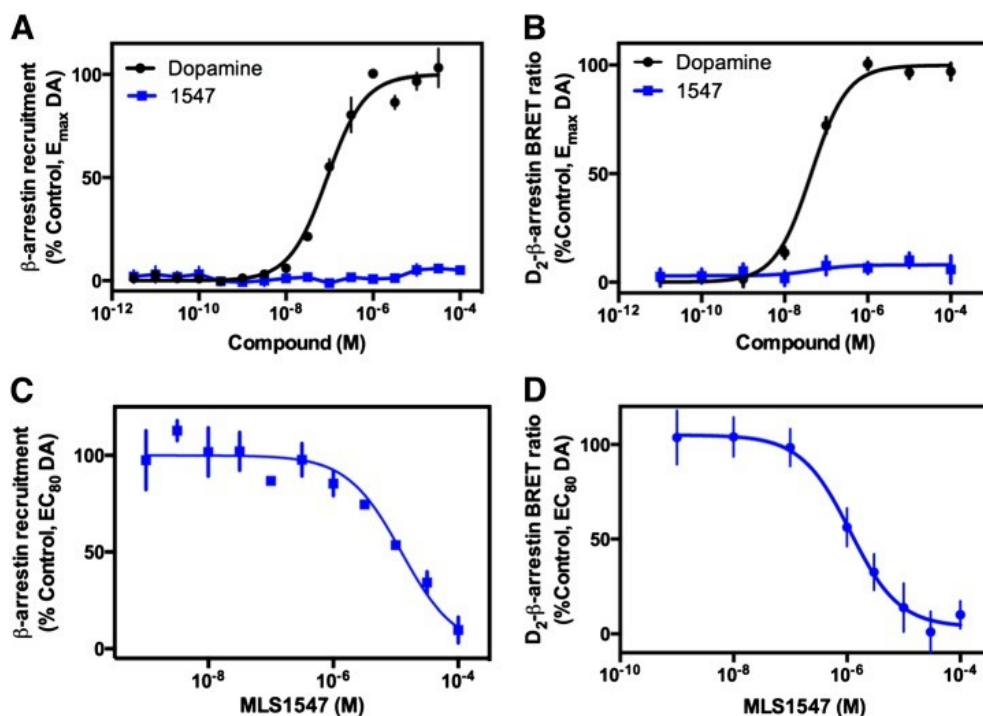 A
β-arrestin recruitment
(% Control, Emax DA)
100
50
0
Dopamine
1547
10-12
10-10
10-8
10-6
10-4
Compound (M)
B
D2-β-arrestin BRET ratio
(%Control, Emax DA)
100
50
0
Dopamine
1547
10-12
10-10
10-8
10-6
10-4
Compound (M)
C
β-arrestin recruitment
(% Control, EC80 DA)
100
50
0
10-8
10-6
10-4
MLS1547 (M)
D
D2-β-arrestin BRET ratio
(%Control, EC80 DA)
100
50
0
10-10
10-8
10-6
10-4
MLS1547 (M)